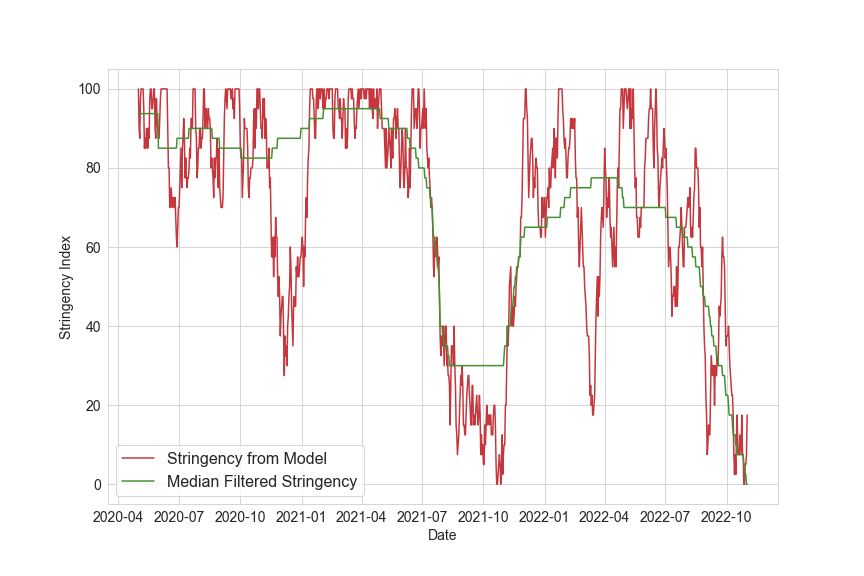 100
80
60
40
20
0
Stringency Index
Stringency from Model
Median Filtered Stringency
2020-04 2020-07 2020-10 2021-01 2021-04 2021-07 2021-10 2022-01 2022-04 2022-07 2022-10
Date